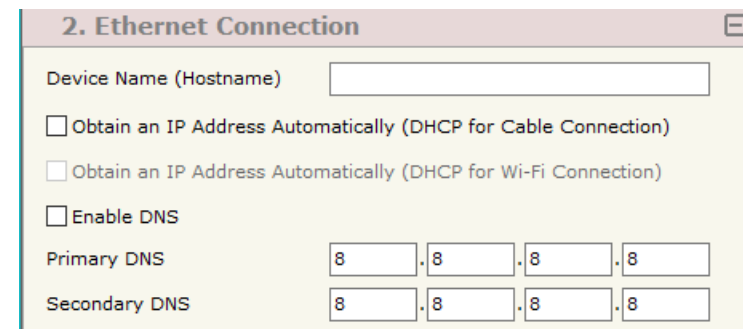 2. Ethernet Connection
Device Name (Hostname)
Obtain an IP Address Automatically (DHCP for Cable Connection)
Obtain an IP Address Automatically (DHCP for Wi-Fi Connection)
Enable DNS
Primary DNS 8 . 8 . 8 . 8
Secondary DNS 8 . 8 . 8 . 8